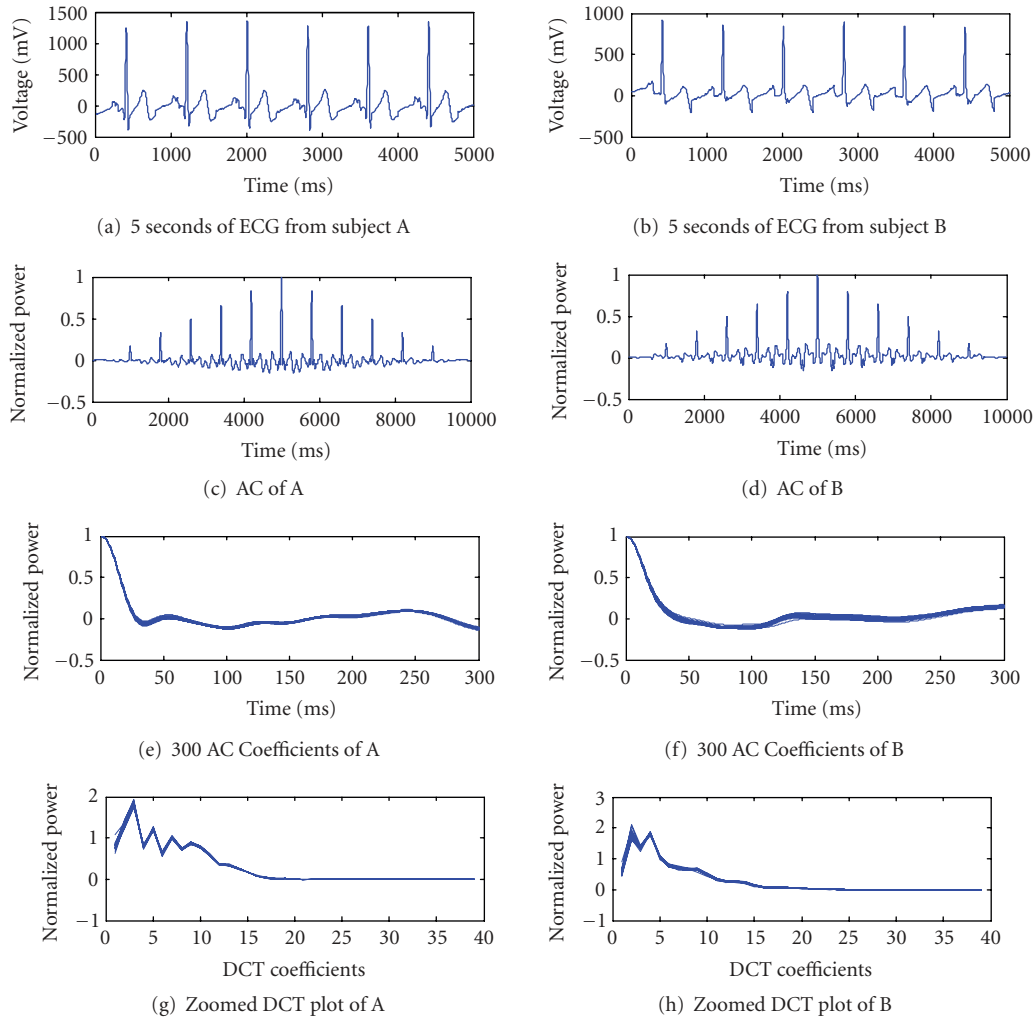 1500
1000
500
0
−500
Voltage (mV)
0 1000 2000 3000 4000 5000
Time (ms)
(a) 5 seconds of ECG from subject A
1000
500
0
−500
Voltage (mV)
0 1000 2000 3000 4000 5000
Time (ms)
(b) 5 seconds of ECG from subject B
1
0.5
0
−0.5
Normalized power
0 2000 4000 6000 8000 10000
Time (ms)
(c) AC of A
1
0.5
0
−0.5
Normalized power
0 2000 4000 6000 8000 10000
Time (ms)
(d) AC of B
1
0.5
0
−0.5
Normalized power
0 50 100 150 200 250 300
Time (ms)
(e) 300 AC Coefficients of A
1
0.5
0
−0.5
Normalized power
0 50 100 150 200 250 300
Time (ms)
(f) 300 AC Coefficients of B
2
1
0
−1
Normalized power
0 5 10 15 20 25 30 35 40
DCT coefficients
(g) Zoomed DCT plot of A
3
2
1
0
−1
Normalized power
0 5 10 15 20 25 30 35 40
DCT coefficients
(h) Zoomed DCT plot of B